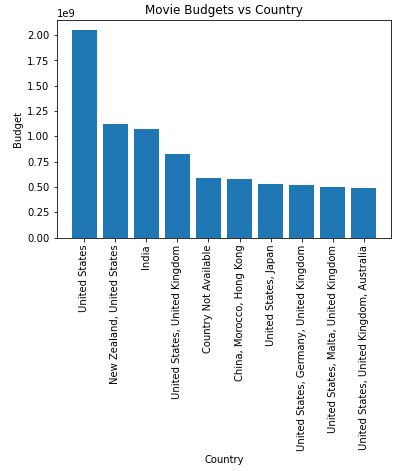 Movie Budgets vs Country
1e9
2.00
1.75
1.50
1.25
1.00
0.75
0.50
0.25
0.00
Budget
United States
New Zealand, United States
India
United States, United Kingdom
Country Not Available
China, Morocco, Hong Kong
United States, Japan
United States, Germany, United Kingdom
United States, Malta, United Kingdom
United States, United Kingdom, Australia
Country